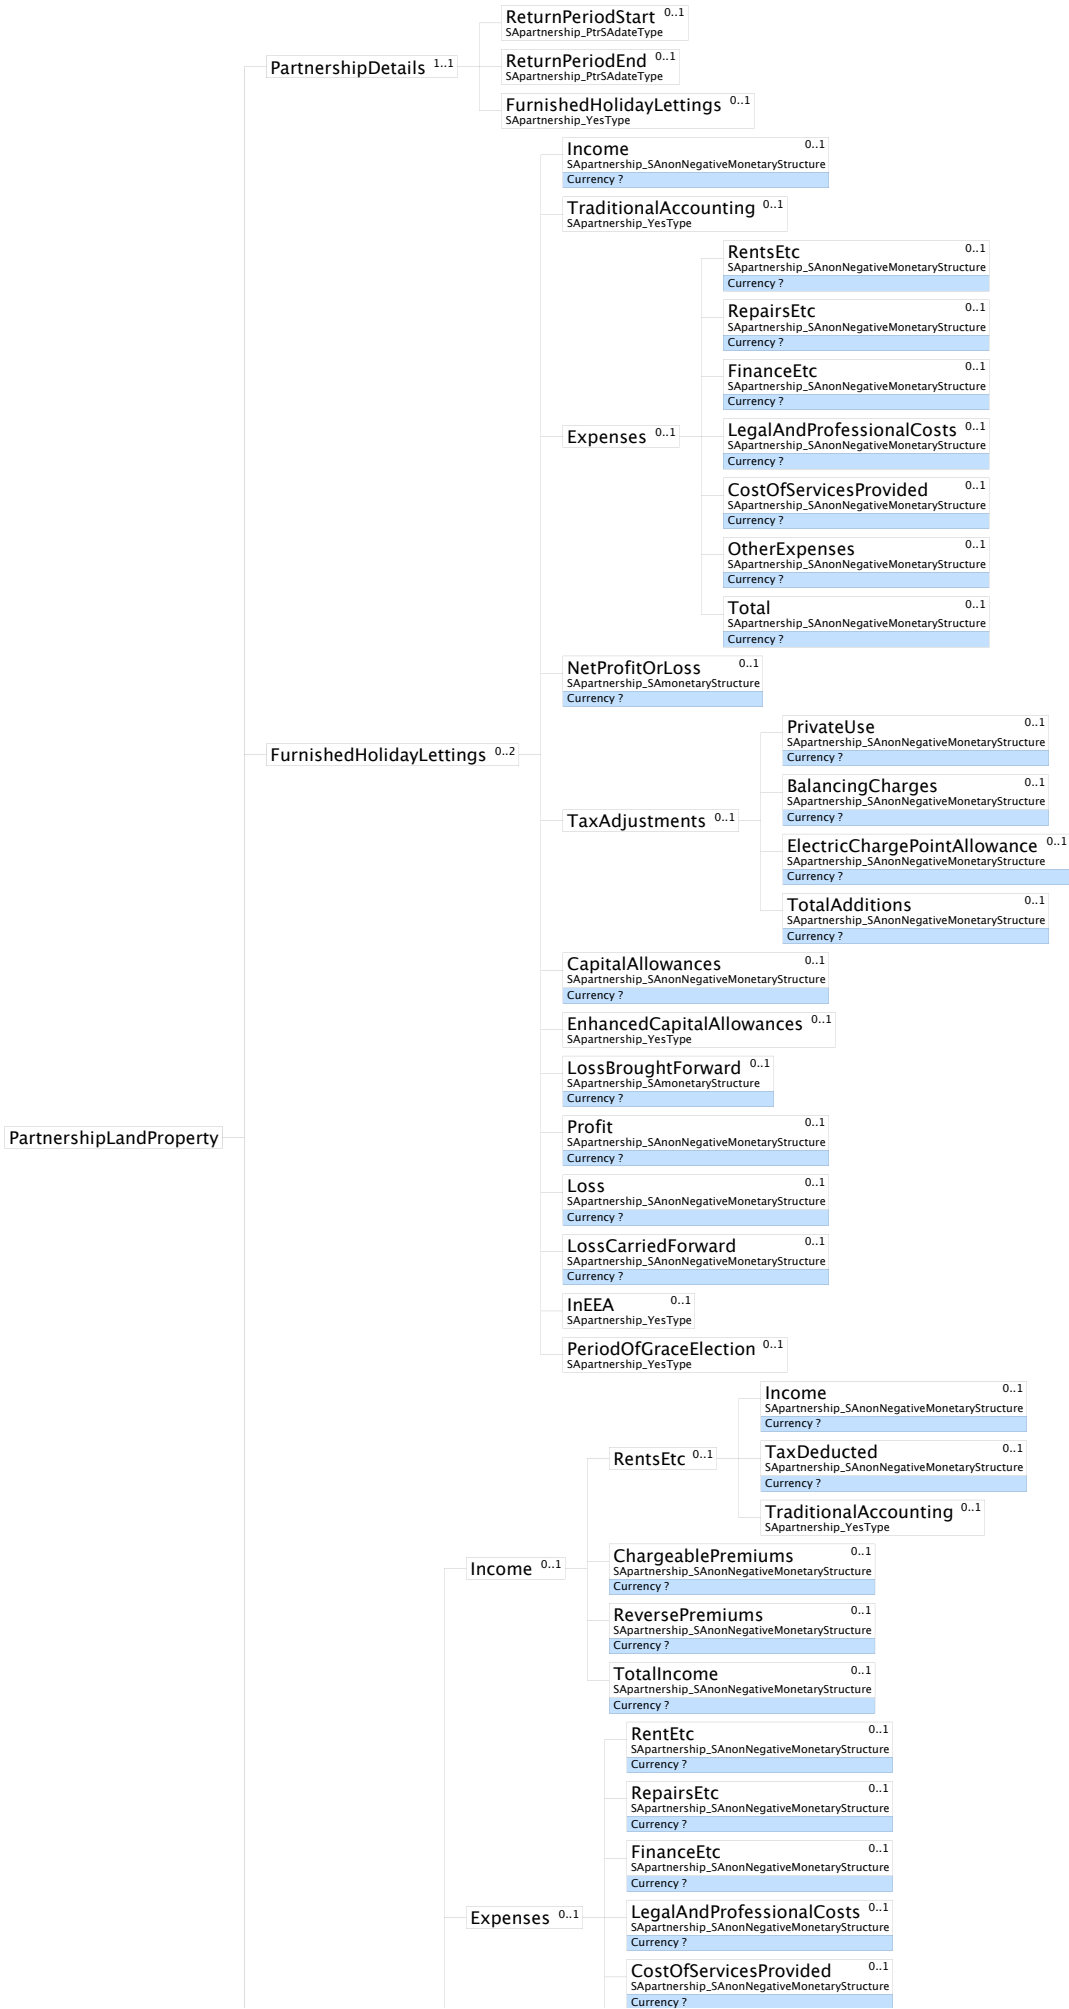 ReturnPeriodStart 0..1
SApartnership_PtrSAdateType
PartnershipDetails 1..1
ReturnPeriodEnd 0..1
SApartnership_PtrSAdateType
FurnishedHolidayLettings 0..1
SApartnership_YesType
Income 0..1
SApartnership_SAnonNegativeMonetaryStructure
Currency ?
TraditionalAccounting 0..1
SApartnership_YesType
RentsEtc 0..1
SApartnership_SAnonNegativeMonetaryStructure
Currency ?
RepairsEtc 0..1
SApartnership_SAnonNegativeMonetaryStructure
Currency ?
FinanceEtc 0..1
SApartnership_SAnonNegativeMonetaryStructure
Currency ?
Expenses 0..1
LegalAndProfessionalCosts 0..1
SApartnership_SAnonNegativeMonetaryStructure
Currency ?
CostOfServicesProvided 0..1
SApartnership_SAnonNegativeMonetaryStructure
Currency ?
OtherExpenses 0..1
SApartnership_SAnonNegativeMonetaryStructure
Currency ?
Total 0..1
SApartnership_SAnonNegativeMonetaryStructure
Currency ?
NetProfitOrLoss 0..1
SApartnership_SAmonetaryStructure
Currency ?
FurnishedHolidayLettings 0..2
PrivateUse 0..1
SApartnership_SAnonNegativeMonetaryStructure
Currency ?
BalancingCharges 0..1
SApartnership_SAnonNegativeMonetaryStructure
Currency ?
TaxAdjustments 0..1
ElectricChargePointAllowance 0..1
SApartnership_SAnonNegativeMonetaryStructure
Currency ?
TotalAdditions 0..1
SApartnership_SAnonNegativeMonetaryStructure
Currency ?
CapitalAllowances 0..1
SApartnership_SAnonNegativeMonetaryStructure
Currency ?
EnhancedCapitalAllowances 0..1
SApartnership_YesType
LossBroughtForward 0..1
SApartnership_SAmonetaryStructure
Currency ?
PartnershipLandProperty
Profit 0..1
SApartnership_SAnonNegativeMonetaryStructure
Currency ?
Loss 0..1
SApartnership_SAnonNegativeMonetaryStructure
Currency ?
LossCarriedForward 0..1
SApartnership_SAnonNegativeMonetaryStructure
Currency ?
InEEA 0..1
SApartnership_YesType
PeriodOfGraceElection 0..1
SApartnership_YesType
Income 0..1
SApartnership_SAnonNegativeMonetaryStructure
Currency ?
RentsEtc 0..1
TaxDeducted 0..1
SApartnership_SAnonNegativeMonetaryStructure
Currency ?
TraditionalAccounting 0..1
SApartnership_YesType
Income 0..1
ChargeablePremiums 0..1
SApartnership_SAnonNegativeMonetaryStructure
Currency ?
ReversePremiums 0..1
SApartnership_SAnonNegativeMonetaryStructure
Currency ?
TotalIncome 0..1
SApartnership_SAnonNegativeMonetaryStructure
Currency ?
RentEtc 0..1
SApartnership_SAnonNegativeMonetaryStructure
Currency ?
RepairsEtc 0..1
SApartnership_SAnonNegativeMonetaryStructure
Currency ?
FinanceEtc 0..1
SApartnership_SAnonNegativeMonetaryStructure
Currency ?
Expenses 0..1
LegalAndProfessionalCosts 0..1
SApartnership_SAnonNegativeMonetaryStructure
Currency ?
CostOfServicesProvided 0..1
SApartnership_SAnonNegativeMonetaryStructure
Currency ?